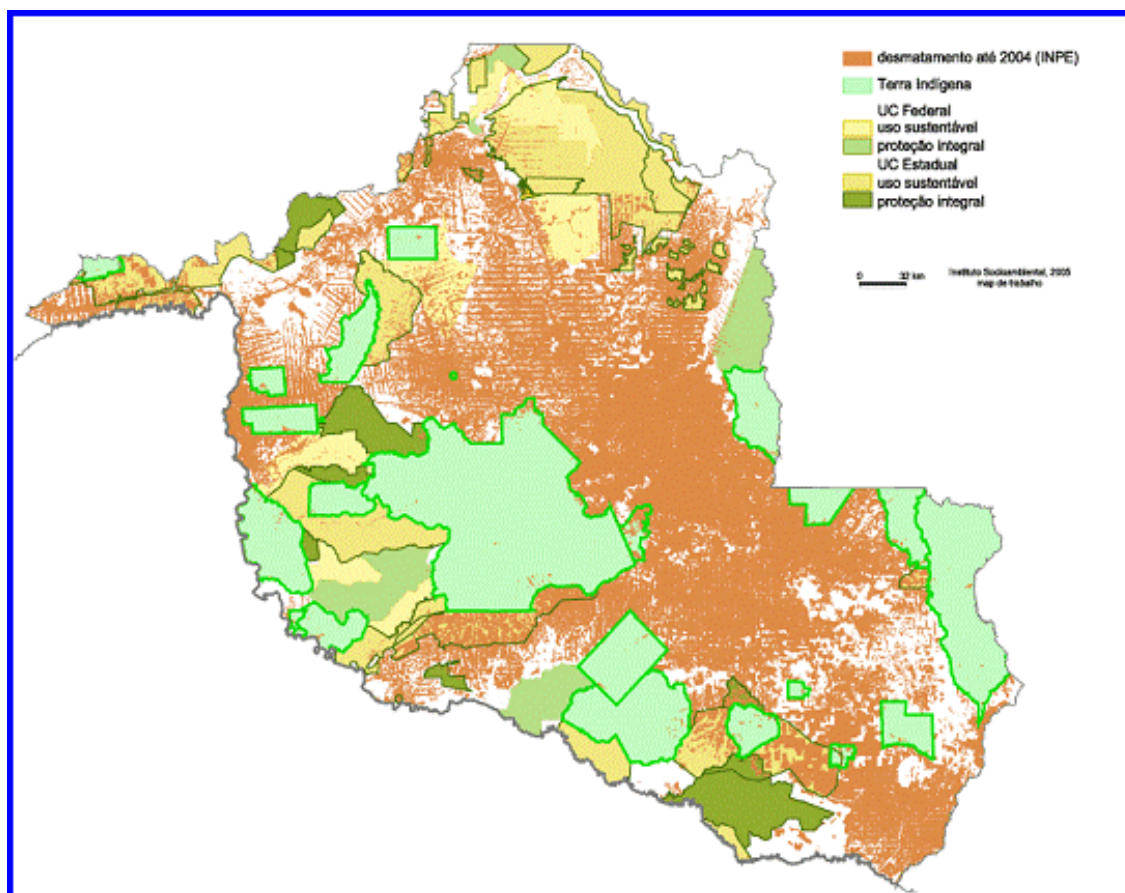 desmatamento até 2004 (INPE)
Terra Indígena
UC Federal
uso sustentável
proteção integral
UC Estadual
uso sustentável
proteção integral
0 32 km
Instituto Socioambiental, 2005
map de trabalho